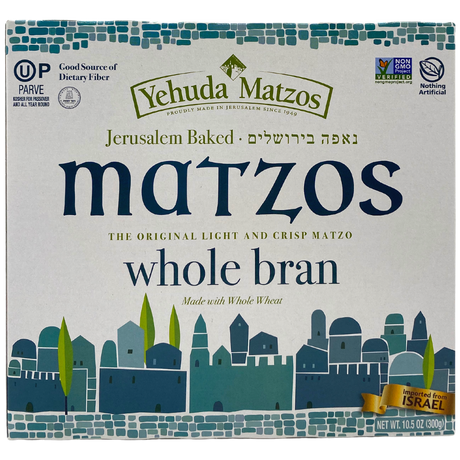 U P
PARVE
KOSHER FOR PASSOVER
AND ALL YEAR ROUND
Good Source of
Dietary Fiber
Yehuda Matzos
PROUDLY MADE IN JERUSALEM SINCE 1949
NON
GMO
Project
VERIFIED
nongmoproject.org
Nothing
Artificial
Jerusalem Baked · נאפה בירושלים
matzos
THE ORIGINAL LIGHT AND CRISP MATZO
whole bran
Made with Whole Wheat
Imported from
ISRAEL
NET WT. 10.5 OZ (300g)